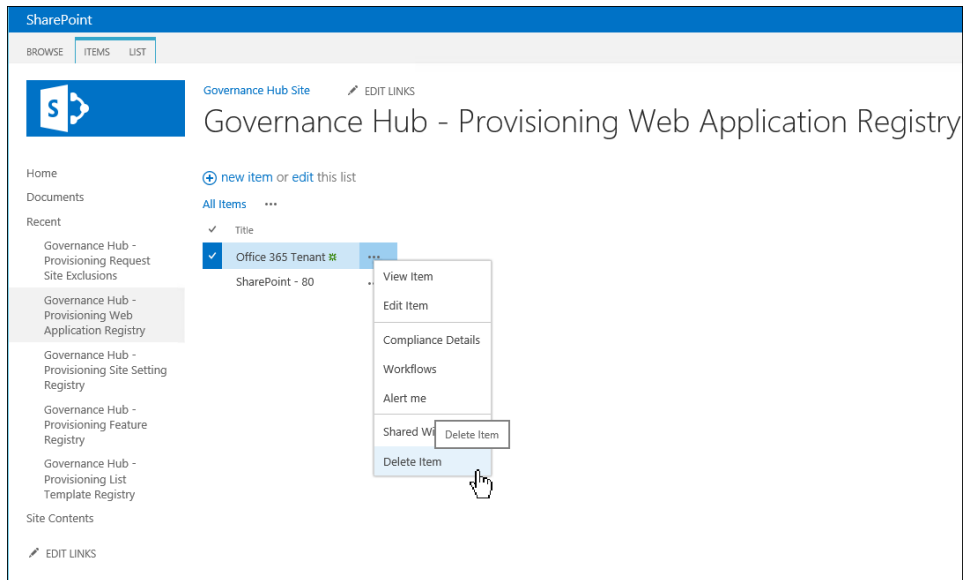 SharePoint
BROWSE ITEMS LIST
S
Governance Hub Site EDIT LINKS
Governance Hub - Provisioning Web Application Registry
Home
Documents
Recent
Governance Hub -
Provisioning Request
Site Exclusions
Governance Hub -
Provisioning Web
Application Registry
Governance Hub -
Provisioning Site Setting
Registry
Governance Hub -
Provisioning Feature
Registry
Governance Hub -
Provisioning List
Template Registry
Site Contents
EDIT LINKS
new item or edit this list
All Items ...
Title
Office 365 Tenant ...
SharePoint - 80
View Item
Edit Item
Compliance Details
Workflows
Alert me
Shared Wi
Delete Item
Delete Item